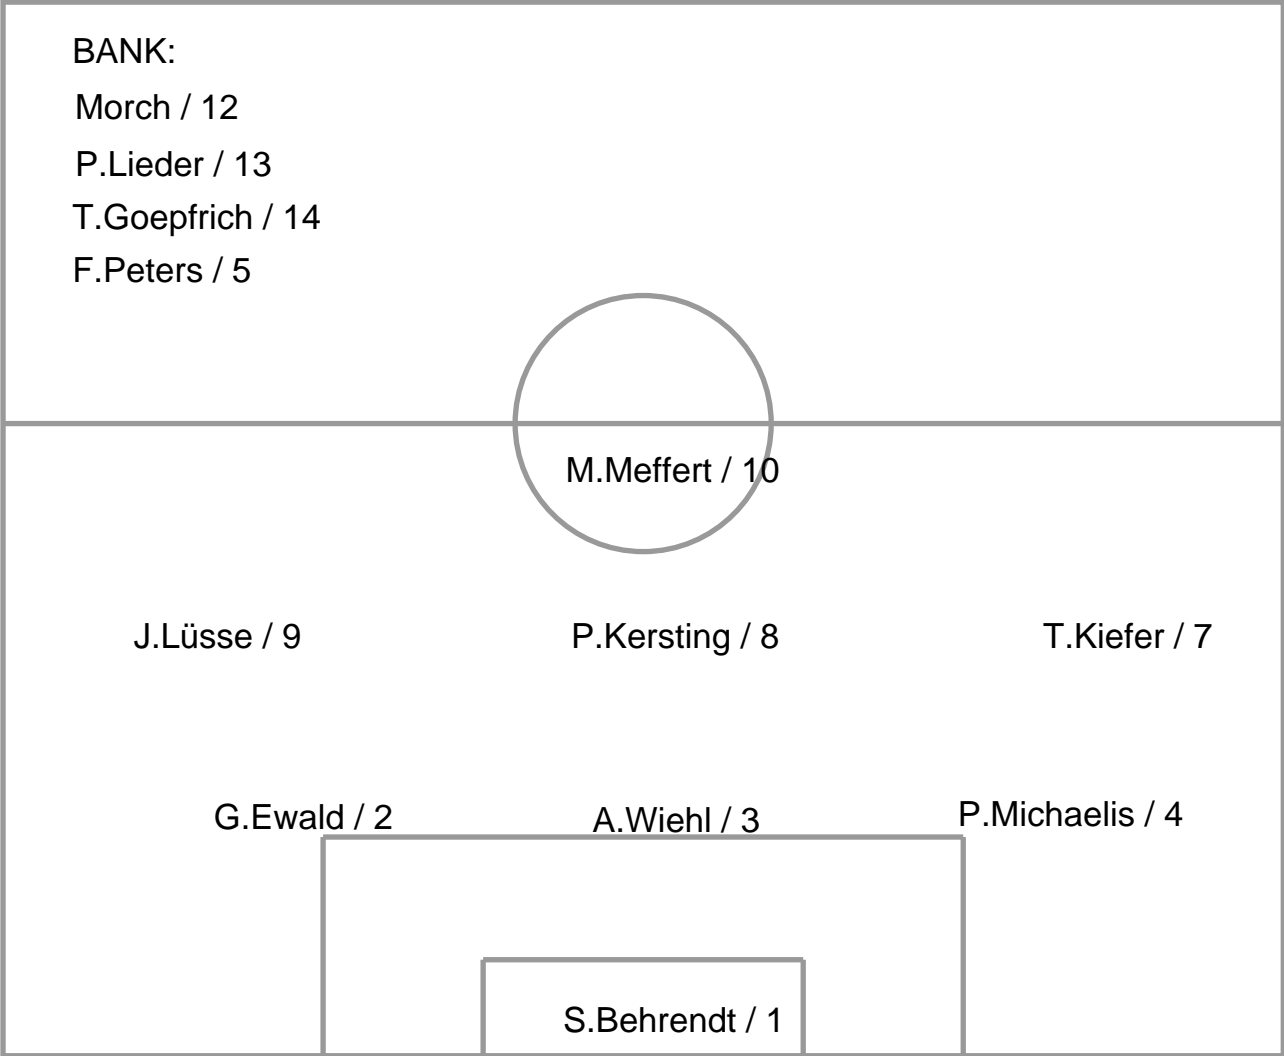 BANK:
Morch / 12
P.Lieder / 13
T.Goepfrich / 14
F.Peters / 5
M.Meffert / 10
J.Lüsse / 9
P.Kersting / 8
T.Kiefer / 7
G.Ewald / 2
A.Wiehl / 3
P.Michaelis / 4
S.Behrendt / 1